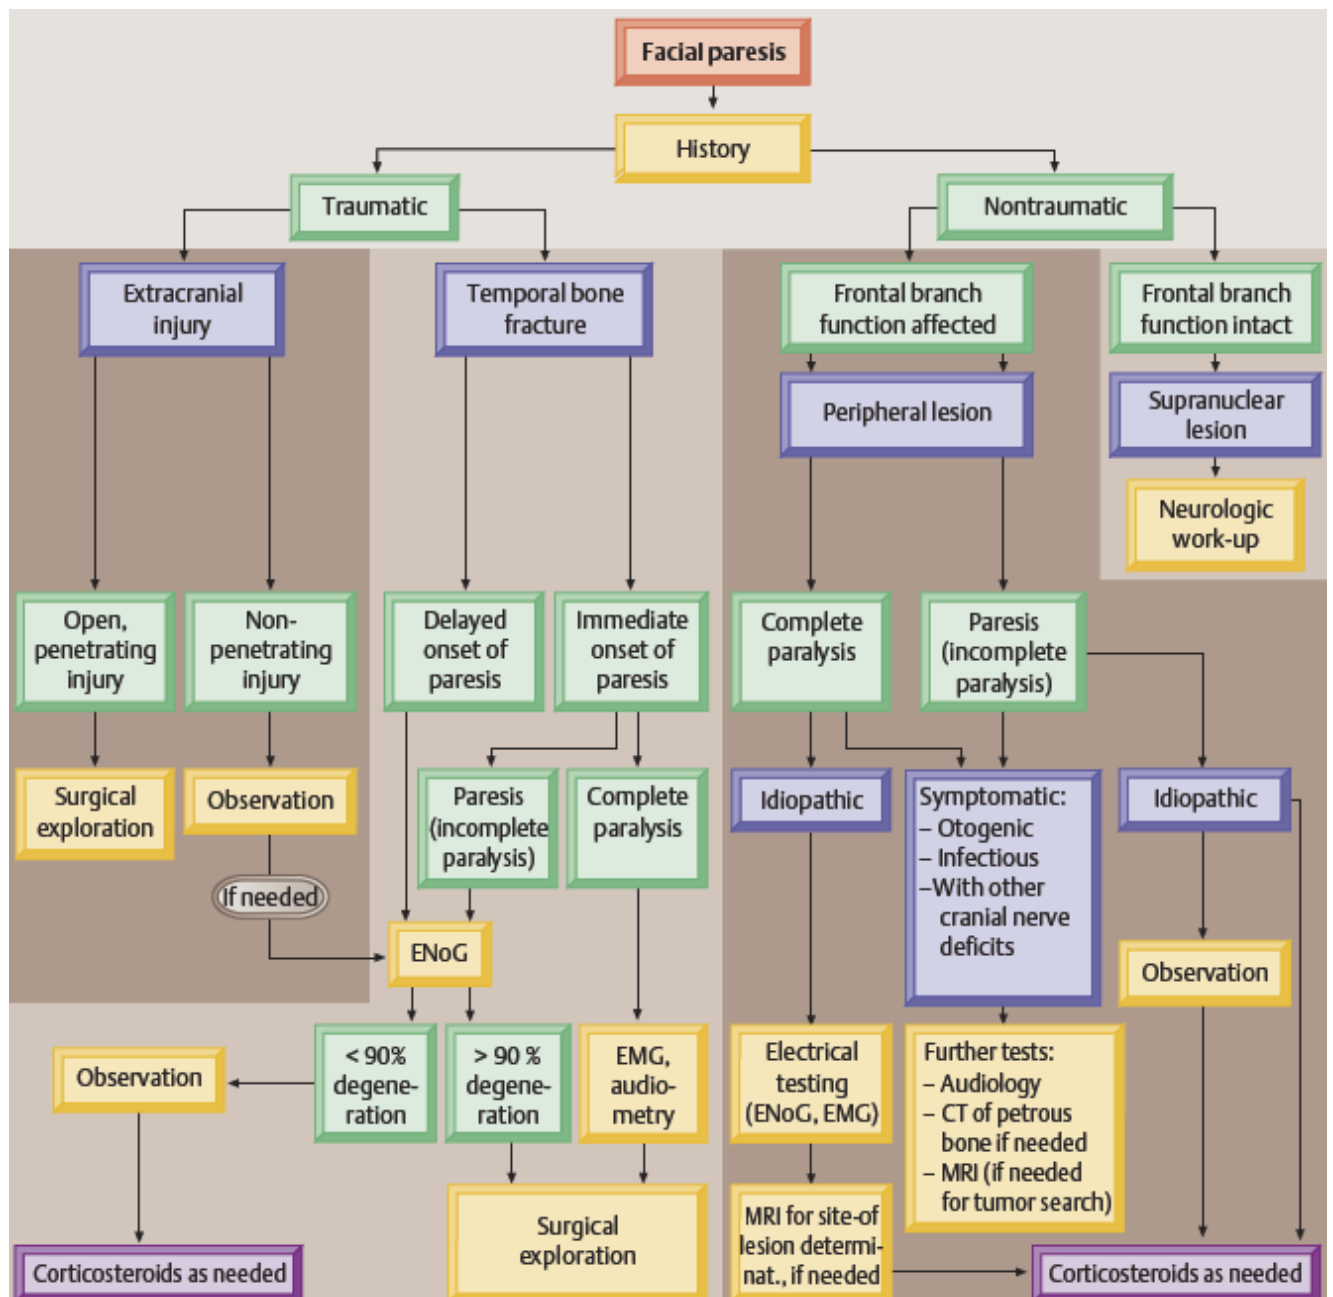 Facial paresis
History
Traumatic
Nontraumatic
Extracranial
injury
Temporal bone
fracture
Frontal branch
function affected
Frontal branch
function intact
Peripheral lesion
Supranuclear
lesion
Neurologic
work-up
Open,
penetrating
injury
Non-
penetrating
injury
Delayed
onset of
paresis
Immediate
onset of
paresis
Complete
paralysis
Paresis
(incomplete
paralysis)
Surgical
exploration
Observation
If needed
Paresis
(incomplete
paralysis)
Complete
paralysis
Idiopathic
Symptomatic:
– Otogenic
– Infectious
–With other
cranial nerve
deficits
Idiopathic
ENoG
Observation
Observation
< 90%
degene-
ration
> 90 %
degene-
ration
EMG,
audio-
metry
Electrical
testing
(ENoG, EMG)
Further tests:
– Audiology
– CT of petrous
bone if needed
– MRI (if needed
for tumor search)
Surgical
exploration
MRI for site-of
lesion determi-
nat., if needed
Corticosteroids as needed
Corticosteroids as needed